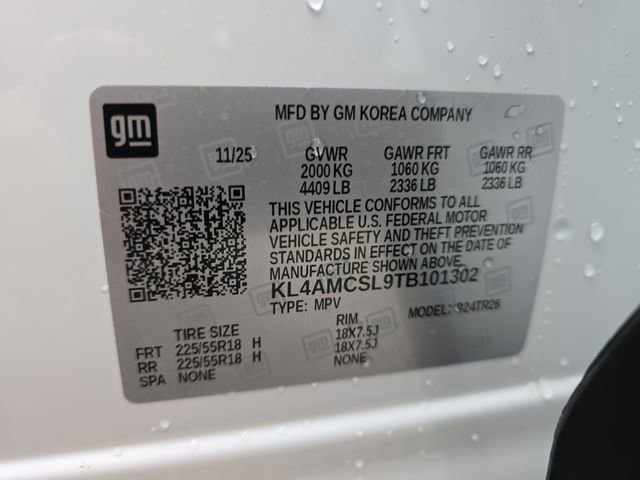 gm
MFD BY GM KOREA COMPANY
11/25 GVWR GAWR FRT GAWR RR
2000 KG 1060 KG 1060 KG
4409 LB 2336 LB 2336 LB
THIS VEHICLE CONFORMS TO ALL
APPLICABLE U.S. FEDERAL MOTOR
VEHICLE SAFETY AND THEFT PREVENTION
STANDARDS IN EFFECT ON THE DATE OF
MANUFACTURE SHOWN ABOVE.
KL4AMCSL9TB101302
TYPE: MPV MODEL: 924TR26
TIRE SIZE RIM
FRT 225/55R18 H 18X7.5J
RR 225/55R18 H 18X7.5J
SPA NONE NONE